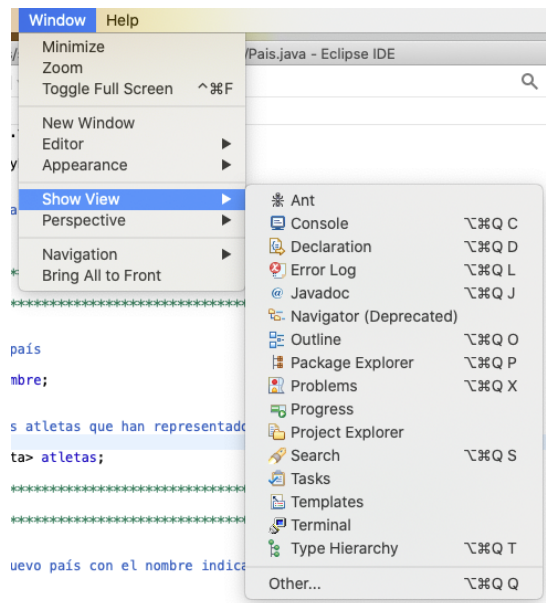 Window Help
Minimize
/Pais.java - Eclipse IDE
Zoom
Toggle Full Screen ^⌘F
New Window
Editor
Appearance
Show View
Perspective
Navigation
Bring All to Front
Ant
Console ⌥⌘Q C
Declaration ⌥⌘Q D
Error Log ⌥⌘Q L
Javadoc ⌥⌘Q J
Navigator (Deprecated)
Outline ⌥⌘Q O
Package Explorer ⌥⌘Q P
Problems ⌥⌘Q X
Progress
Project Explorer
Search ⌥⌘Q S
Tasks
Templates
Terminal
Type Hierarchy ⌥⌘Q T
Other... ⌥⌘Q Q
país
mbre;
s atletas que han representado
ta> atletas;
uevo país con el nombre indica